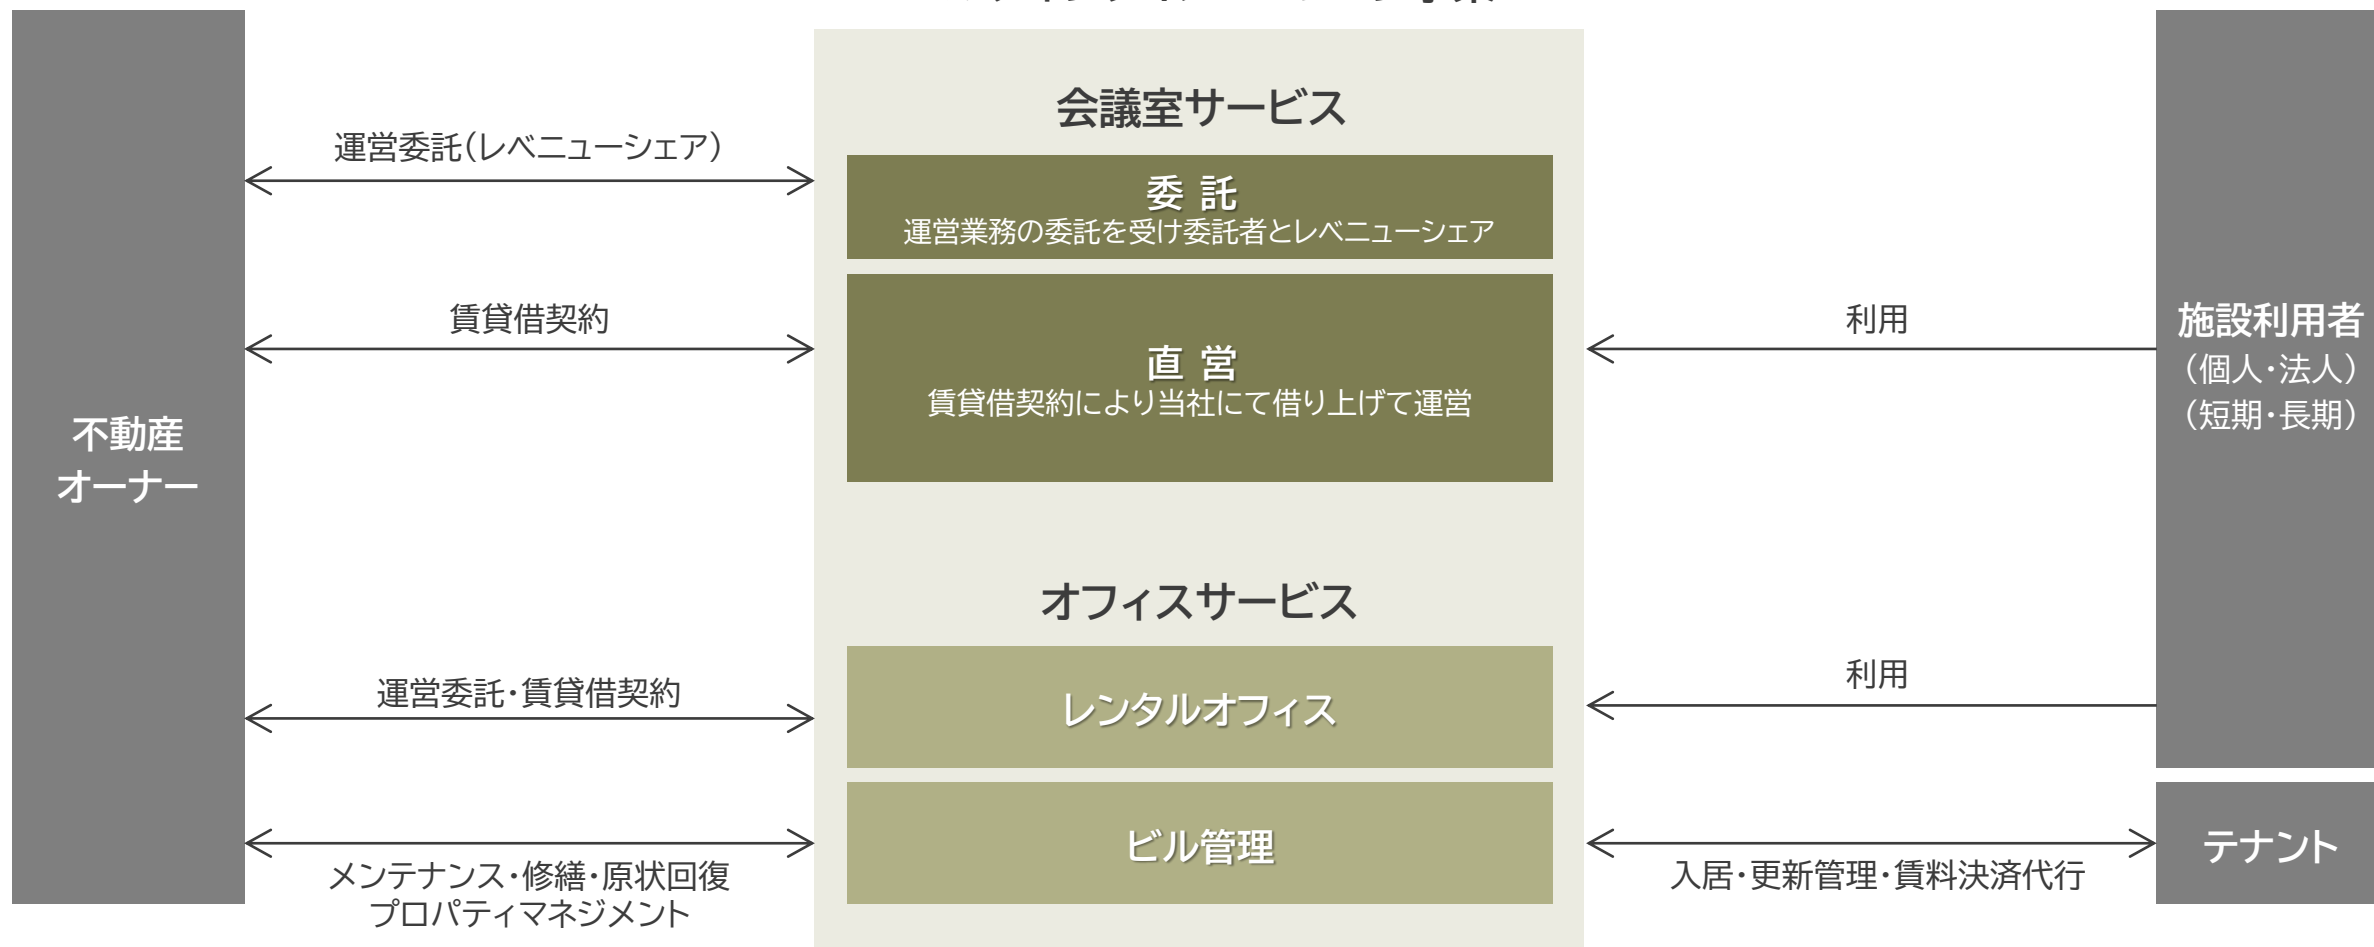 会議室サービス
運営委託(レベニューシェア)
委 託
運営業務の委託を受け委託者とレベニューシェア
賃貸借契約
直 営
賃貸借契約により当社にて借り上げて運営
利用
施設利用者
（個人・法人）
（短期・長期）
不動産
オーナー
オフィスサービス
運営委託・賃貸借契約
レンタルオフィス
利用
ビル管理
メンテナンス・修繕・原状回復
プロパティマネジメント
入居・更新管理・賃料決済代行
テナント